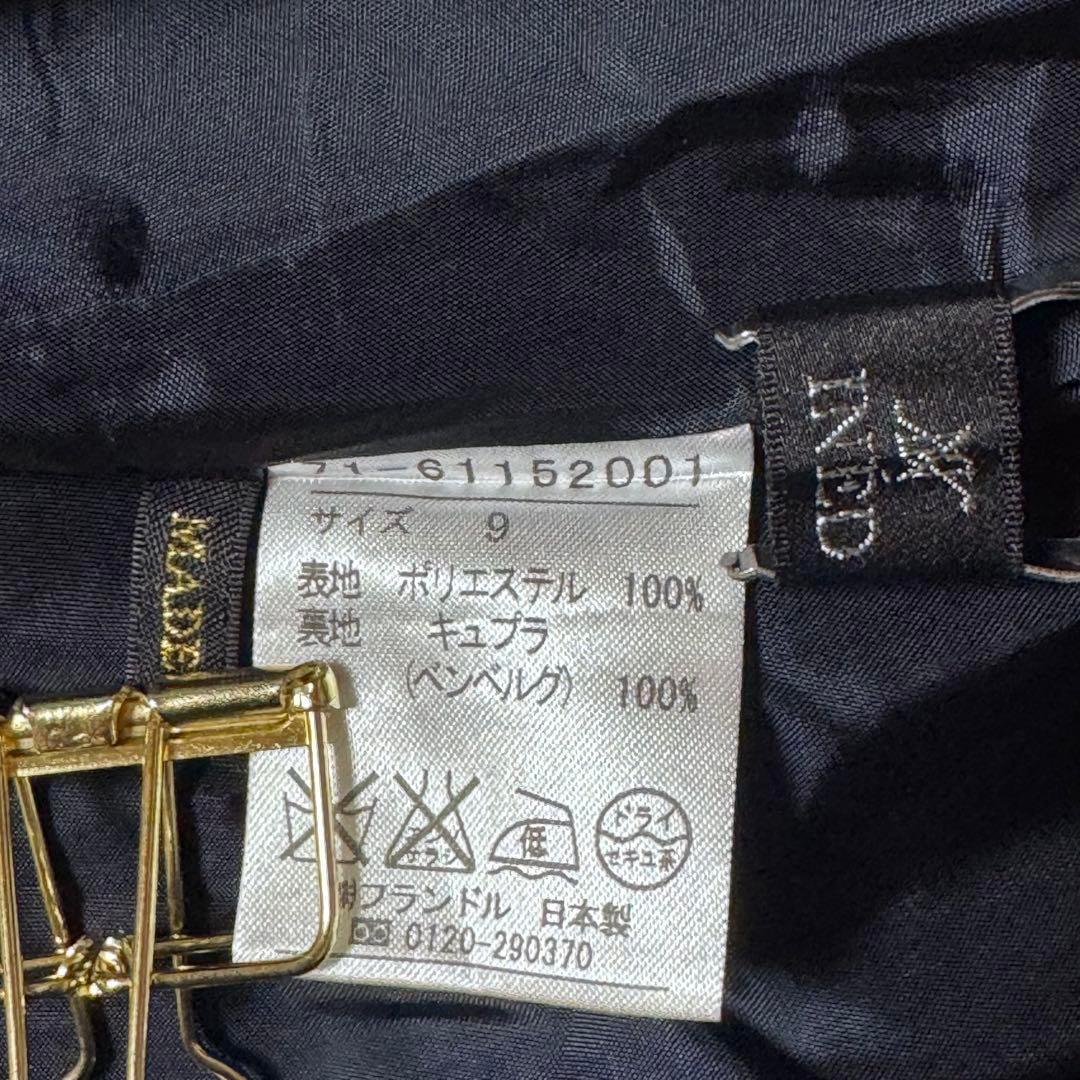 71-61152001
サイズ 9
表地 ポリエステル 100%
裏地 キュプラ
(ベンベルグ) 100%
低
ドライ
セキユ系
フランドル 日本製
0120-290370
INED
MADE